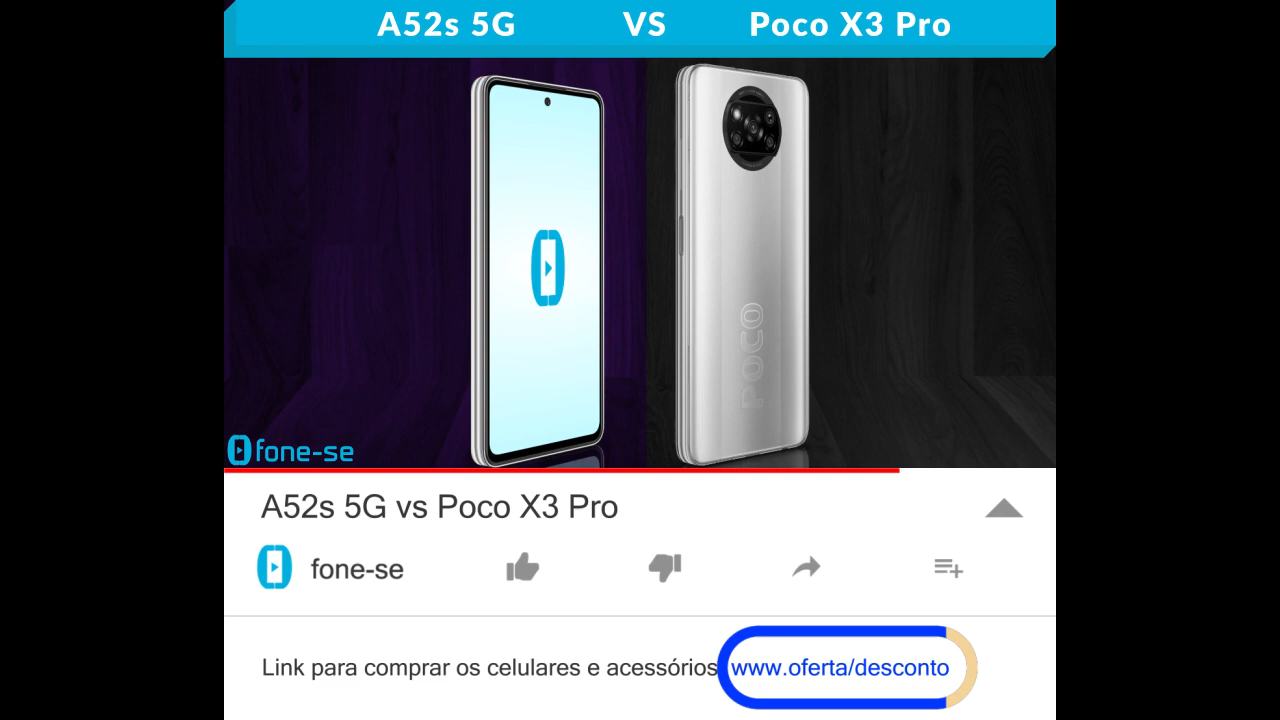 A52s 5G VS Poco X3 Pro
POCO
fone-se
A52s 5G vs Poco X3 Pro
fone-se
Link para comprar os celulares e acessórios www.oferta/desconto